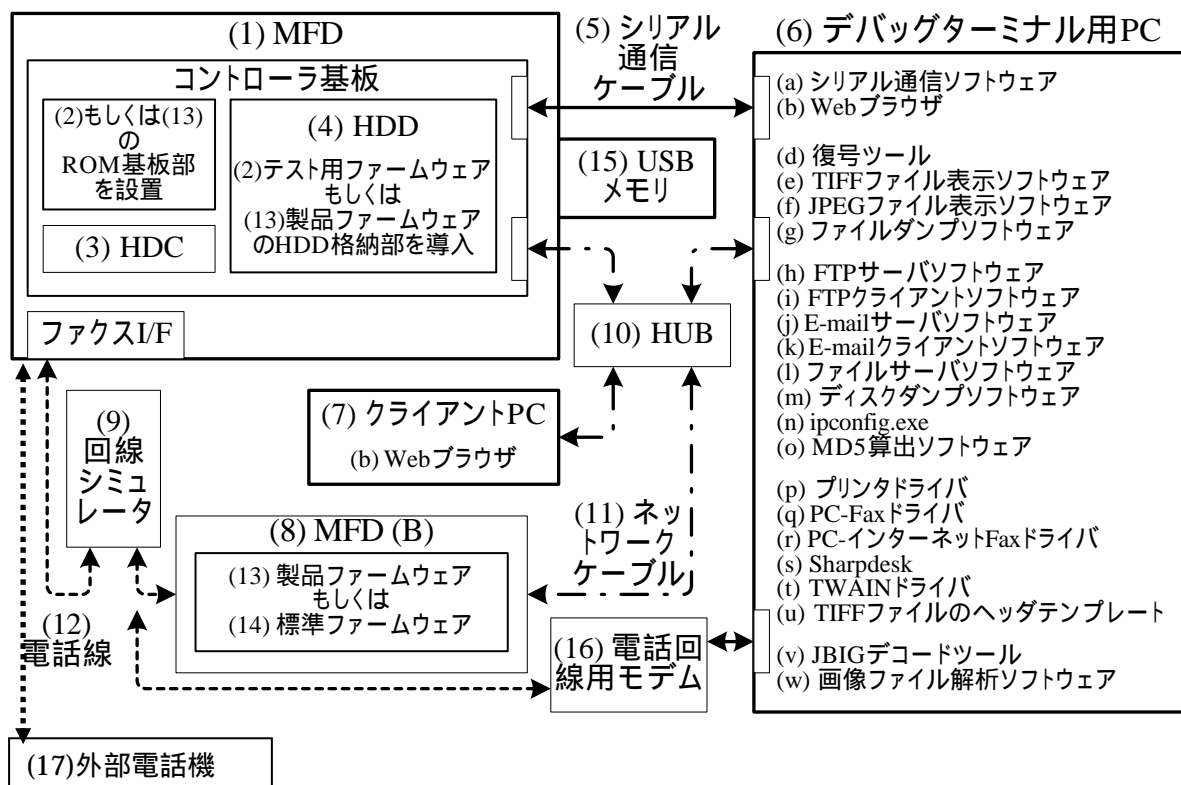 (1) MFD
コントローラ基板
(2)もしくは(13)
の
ROM基板部
を設置
(3) HDC
(4) HDD
(2)テスト用ファームウェア
もしくは
(13)製品ファームウェア
のHDD格納部を導入
ファクスI/F
(5) シリアル
通信
ケーブル
(15) USB
メモリ
(10) HUB
(7) クライアントPC
(b) Webブラウザ
(9)
回線
シミュ
レータ
(8) MFD (B)
(13) 製品ファームウェア
もしくは
(14) 標準ファームウェア
(11) ネッ
トワーク
ケーブル
(12)
電話線
(16) 電話回
線用モデム
(17)外部電話機
(6) デバッグターミナル用PC
(a) シリアル通信ソフトウェア
(b) Webブラウザ
(d) 復号ツール
(e) TIFFファイル表示ソフトウェア
(f) JPEGファイル表示ソフトウェア
(g) ファイルダンプソフトウェア
(h) FTPサーバソフトウェア
(i) FTPクライアントソフトウェア
(j) E-mailサーバソフトウェア
(k) E-mailクライアントソフトウェア
(l) ファイルサーバソフトウェア
(m) ディスクダンプソフトウェア
(n) ipconfig.exe
(o) MD5算出ソフトウェア
(p) プリンタドライバ
(q) PC-Faxドライバ
(r) PC-インターネットFaxドライバ
(s) Sharpdesk
(t) TWAINドライバ
(u) TIFFファイルのヘッダテンプレート
(v) JBIGデコードツール
(w) 画像ファイル解析ソフトウェア